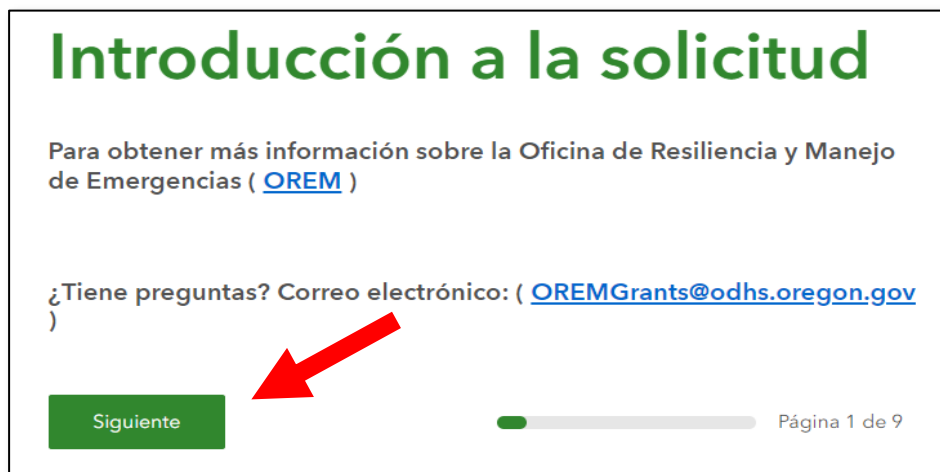 Introducción a la solicitud
Para obtener más información sobre la Oficina de Resiliencia y Manejo
de Emergencias ( OREM )
¿Tiene preguntas? Correo electrónico: ( OREMGrants@odhs.oregon.gov
)
Siguiente
Página 1 de 9